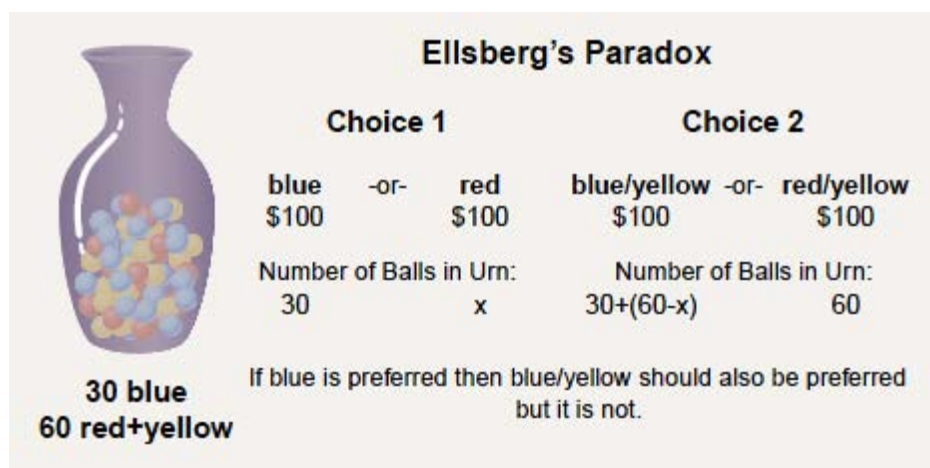 Ellsberg's Paradox
Choice 1
Choice 2
blue -or- red
blue/yellow -or- red/yellow
$100 $100
$100 $100
Number of Balls in Urn:
Number of Balls in Urn:
30 x
30+(60-x) 60
If blue is preferred then blue/yellow should also be preferred
but it is not.
30 blue
60 red+yellow